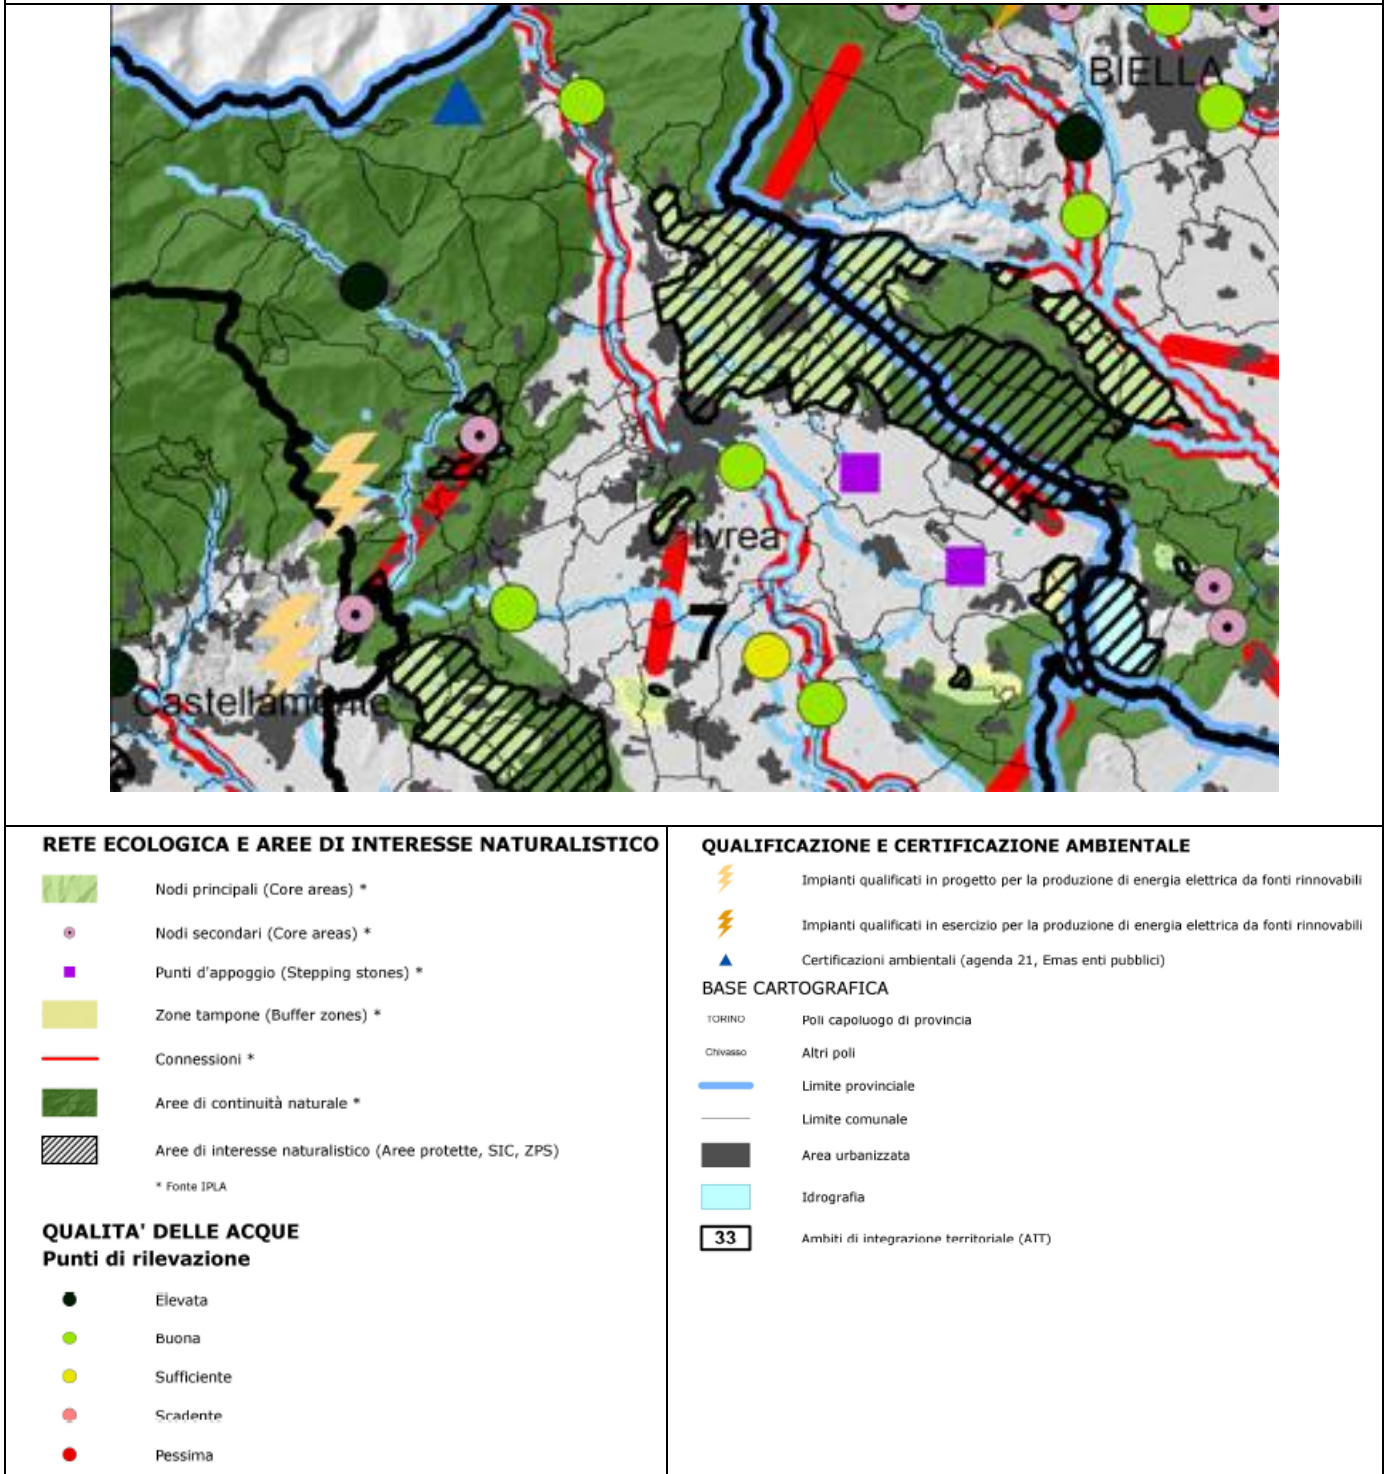 BIELLA
Ivrea
7
Castellamonte
RETE ECOLOGICA E AREE DI INTERESSE NATURALISTICO
Nodi principali (Core areas) *
Nodi secondari (Core areas) *
Punti d'appoggio (Stepping stones) *
Zone tampone (Buffer zones) *
Connessioni *
Aree di continuità naturale *
Aree di interesse naturalistico (Aree protette, SIC, ZPS)
* Fonte IPLA
QUALITA' DELLE ACQUE
Punti di rilevazione
Elevata
Buona
Sufficiente
Scadente
Pessima
QUALIFICAZIONE E CERTIFICAZIONE AMBIENTALE
Impianti qualificati in progetto per la produzione di energia elettrica da fonti rinnovabili
Impianti qualificati in esercizio per la produzione di energia elettrica da fonti rinnovabili
Certificazioni ambientali (agenda 21, Emas enti pubblici)
BASE CARTOGRAFICA
TORINO Poli capoluogo di provincia
Chivasso Altri poli
Limite provinciale
Limite comunale
Area urbanizzata
Idrografia
33 Ambiti di integrazione territoriale (AIT)